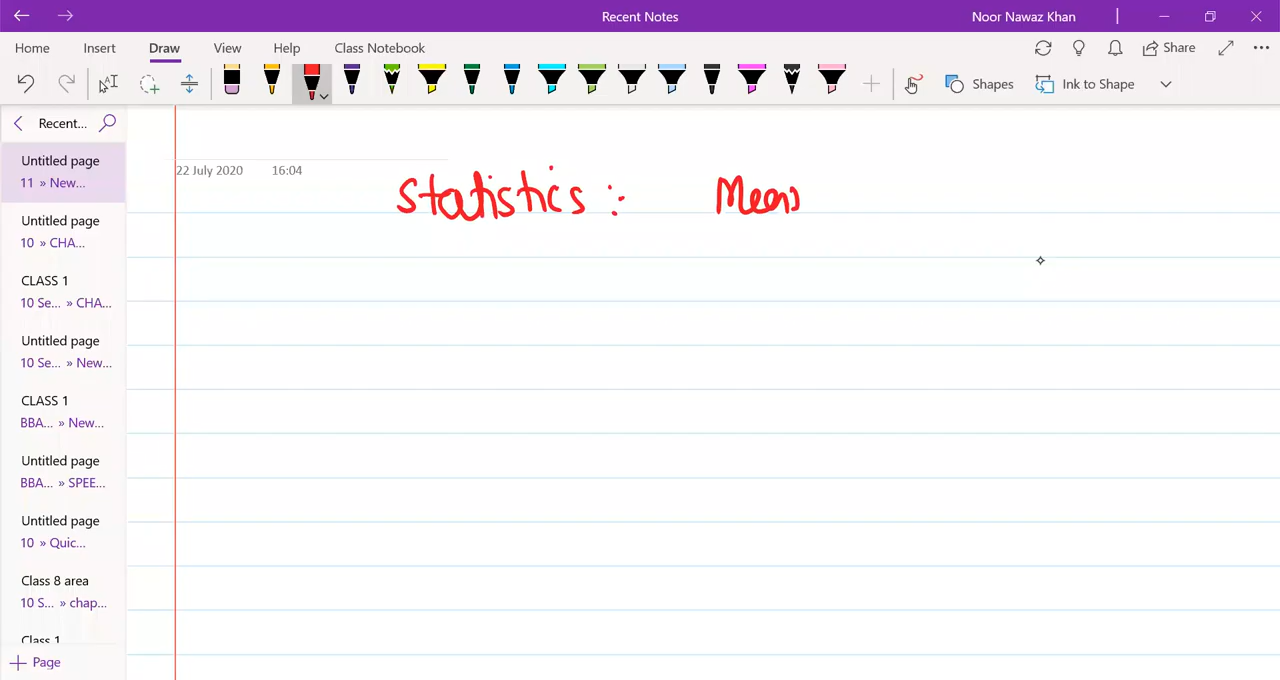 Recent Notes
Noor Nawaz Khan
Home Insert Draw View Help Class Notebook
Share
Shapes
Ink to Shape
Recent...
Untitled page
11 » New...
Untitled page
10 » CHA...
CLASS 1
10 Se... » CHA...
Untitled page
10 Se... » New...
CLASS 1
BBA... » New...
Untitled page
BBA... » SPEE...
Untitled page
10 » Quic...
Class 8 area
10 S... » chap...
Class 1
+ Page
22 July 2020 16:04
Statistics :- Mean